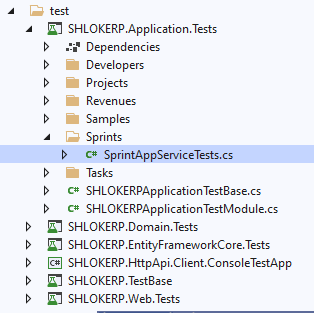 test
SHLOKERP.Application.Tests
Dependencies
Developers
Projects
Revenues
Samples
Sprints
C# SprintAppServiceTests.cs
Tasks
C# SHLOKERPApplicationTestBase.cs
C# SHLOKERPApplicationTestModule.cs
SHLOKERP.Domain.Tests
SHLOKERP.EntityFrameworkCore.Tests
C# SHLOKERP.HttpApi.Client.ConsoleTestApp
SHLOKERP.TestBase
SHLOKERP.Web.Tests